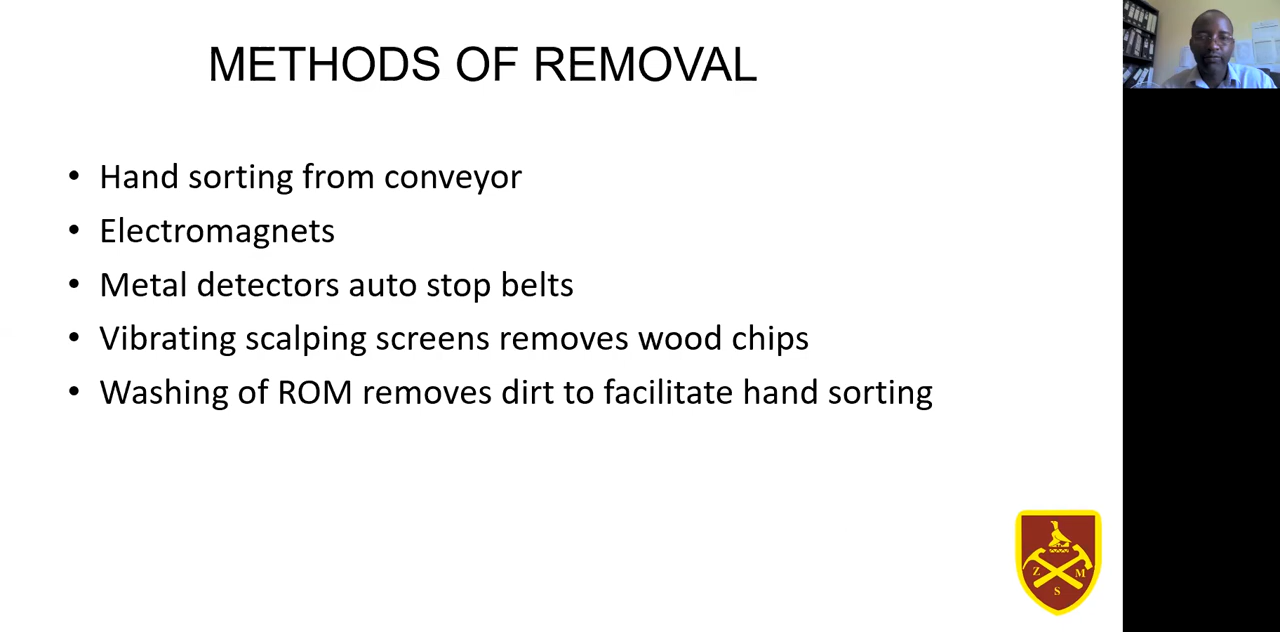 METHODS OF REMOVAL
• Hand sorting from conveyor
• Electromagnets
• Metal detectors auto stop belts
• Vibrating scalping screens removes wood chips
• Washing of ROM removes dirt to facilitate hand sorting
Z M
S